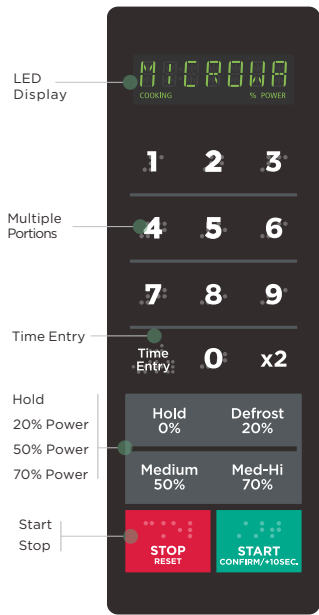 LED
Display
MICROWA
COOKING % POWER
1 2 3
Multiple
Portions
4 5 6
7 8 9
Time Entry
Time
Entry
0 x2
Hold
20% Power
50% Power
70% Power
Hold
0%
Defrost
20%
Medium
50%
Med-Hi
70%
Start
Stop
STOP
RESET
START
CONFIRM/+10SEC.